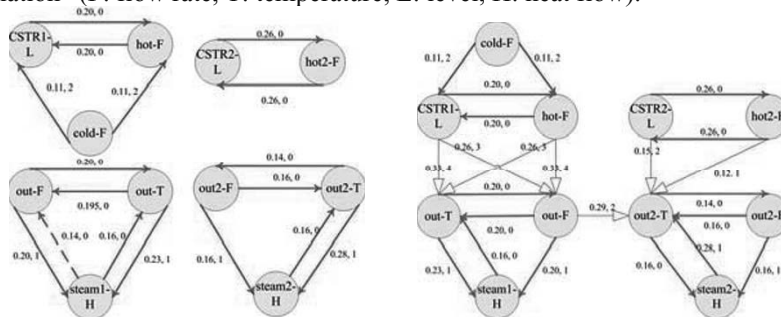 lation (F: flow rate, T: temperature, L: level, H: heat flow).
0.20, 0
CSTR1-
L
hot-F
0.20, 0
0.11, 2
0.11, 2
cold-F
0.26, 0
CSTR2-
L
hot2-F
0.26, 0
0.20, 0
out-F
out-T
0.195, 0
0.14, 0
0.16, 0
0.20, 1
0.23, 1
steam1-
H
0.14, 0
out2-F
0.16, 0
out2-T
0.16, 0
0.16, 1
0.28, 1
steam2-
H
cold-F
0.11, 2
0.11, 2
CSTR1-
L
0.20, 0
hot-F
0.20, 0
0.26, 3
0.26, 3
0.33, 4
0.33, 4
0.20, 0
out-T
out-F
0.29, 2
0.20, 0
0.16, 0
0.23, 1
0.20, 1
steam1-
H
0.26, 0
CSTR2-
L
hot2-F
0.26, 0
0.15, 2
0.12, 1
0.14, 0
out2-T
out2-F
0.16, 0
0.28, 1
0.16, 0
0.16, 1
steam2-
H